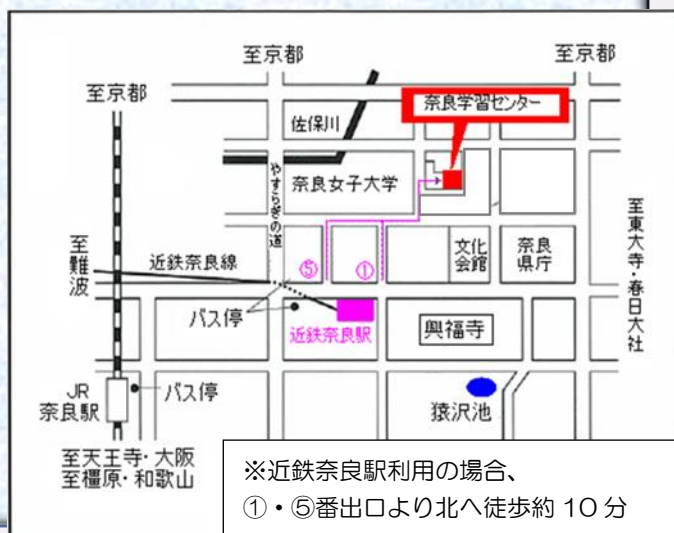 至京都
至京都
至京都
奈良学習センター
佐保川
奈良女子大学
やすらぎの道
至難波
近鉄奈良線
⑤
①
文化会館
奈良県庁
至東大寺・春日大社
バス停
近鉄奈良駅
興福寺
JR
奈良駅
バス停
猿沢池
至天王寺・大阪
至橿原・和歌山
※近鉄奈良駅利用の場合、
①・⑤番出口より北へ徒歩約 10 分